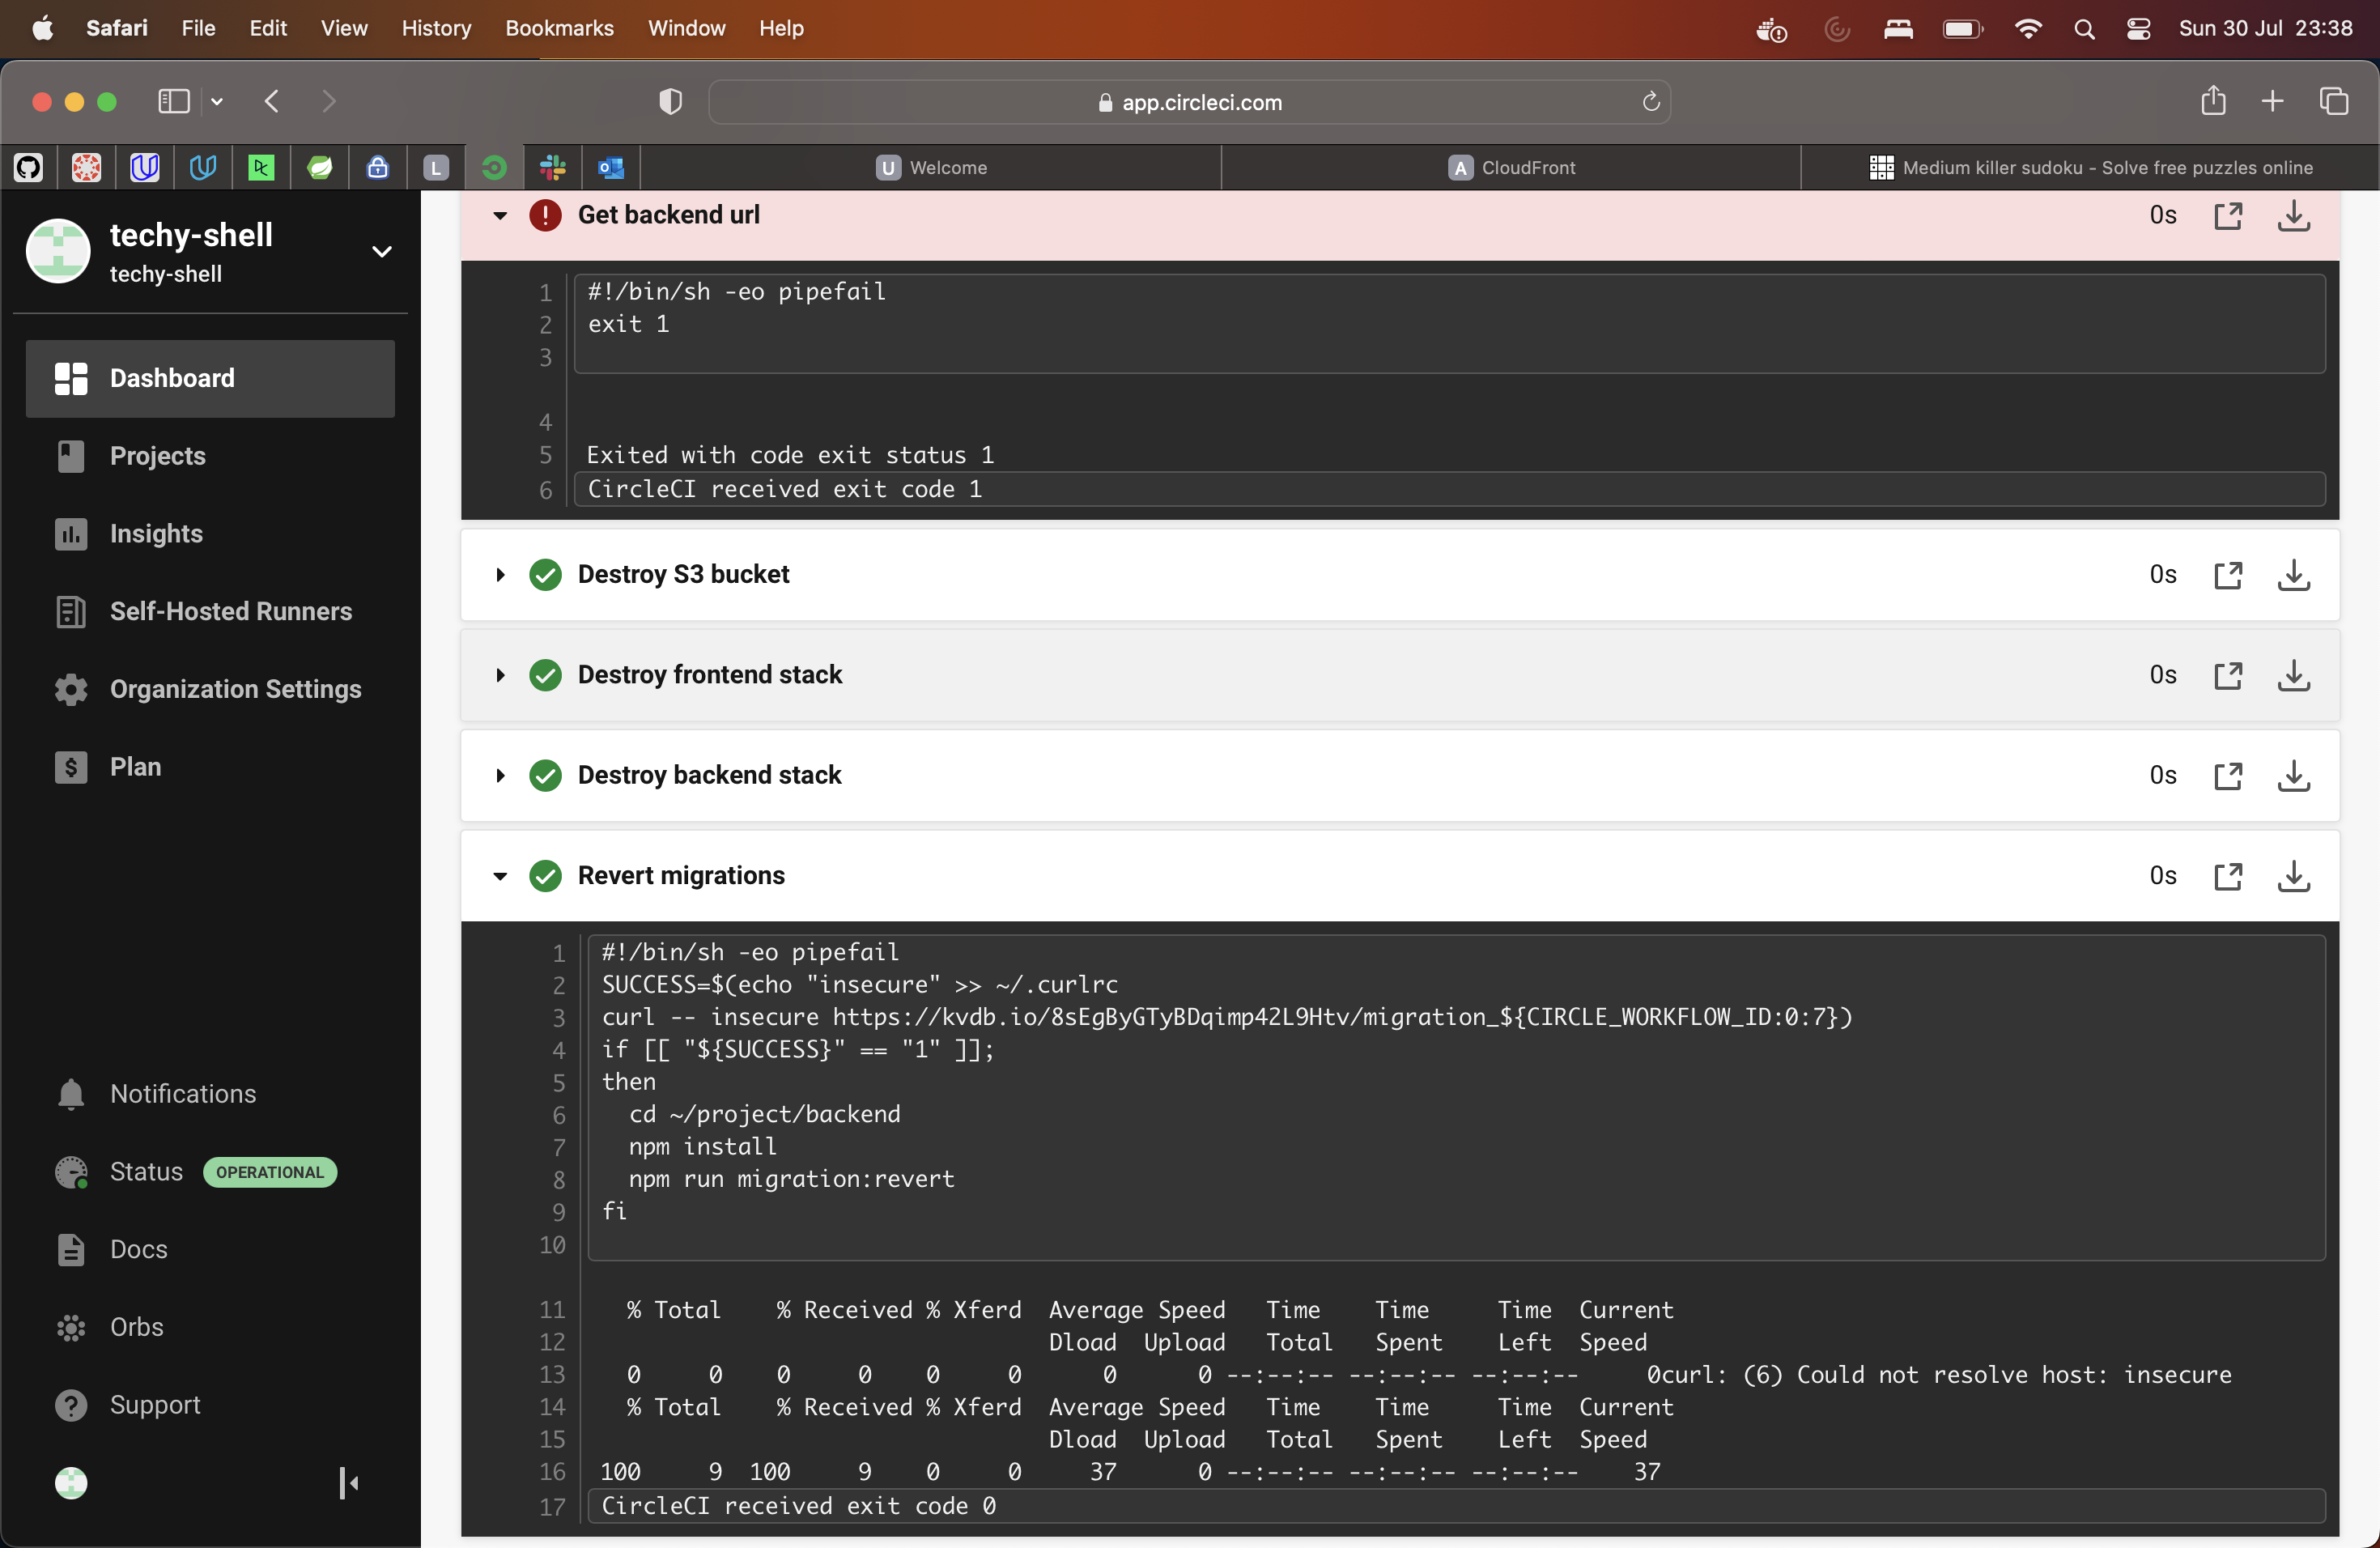 Safari File Edit View History Bookmarks Window Help Sun 30 Jul 23:38
app.circleci.com
L U Welcome A CloudFront Medium killer sudoku - Solve free puzzles online
techy-shell
techy-shell
Dashboard
Projects
Insights
Self-Hosted Runners
Organization Settings
Plan
Notifications
Status OPERATIONAL
Docs
Orbs
Support
Get backend url 0s
1 #!/bin/sh -eo pipefail
2 exit 1
3
4
5 Exited with code exit status 1
6 CircleCI received exit code 1
Destroy S3 bucket 0s
Destroy frontend stack 0s
Destroy backend stack 0s
Revert migrations 0s
1 #!/bin/sh -eo pipefail
2 SUCCESS=$(echo "insecure" >> ~/.curlrc
3 curl -- insecure https://kvdb.io/8sEgByGTyBDqimp42L9Htv/migration_${CIRCLE_WORKFLOW_ID:0:7})
4 if [[ "${SUCCESS}" == "1" ]];
5 then
6 cd ~/project/backend
7 npm install
8 npm run migration:revert
9 fi
10
11 % Total % Received % Xferd Average Speed Time Time Time Current
12 Dload Upload Total Spent Left Speed
13 0 0 0 0 0 0 0 0 --:--:-- --:--:-- --:--:-- 0curl: (6) Could not resolve host: insecure
14 % Total % Received % Xferd Average Speed Time Time Time Current
15 Dload Upload Total Spent Left Speed
16 100 9 100 9 0 0 37 0 --:--:-- --:--:-- --:--:-- 37
17 CircleCI received exit code 0